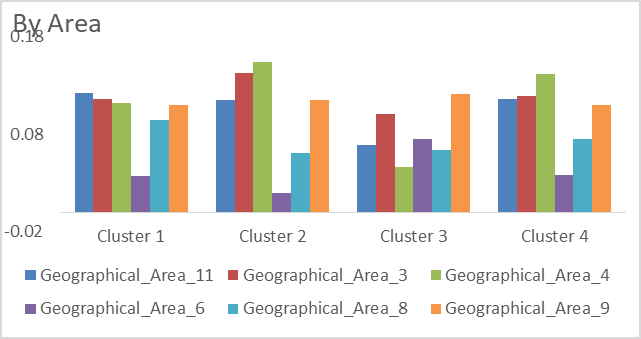 By Area
0.18
0.08
-0.02
Cluster 1 Cluster 2 Cluster 3 Cluster 4
Geographical_Area_11 Geographical_Area_3 Geographical_Area_4
Geographical_Area_6 Geographical_Area_8 Geographical_Area_9